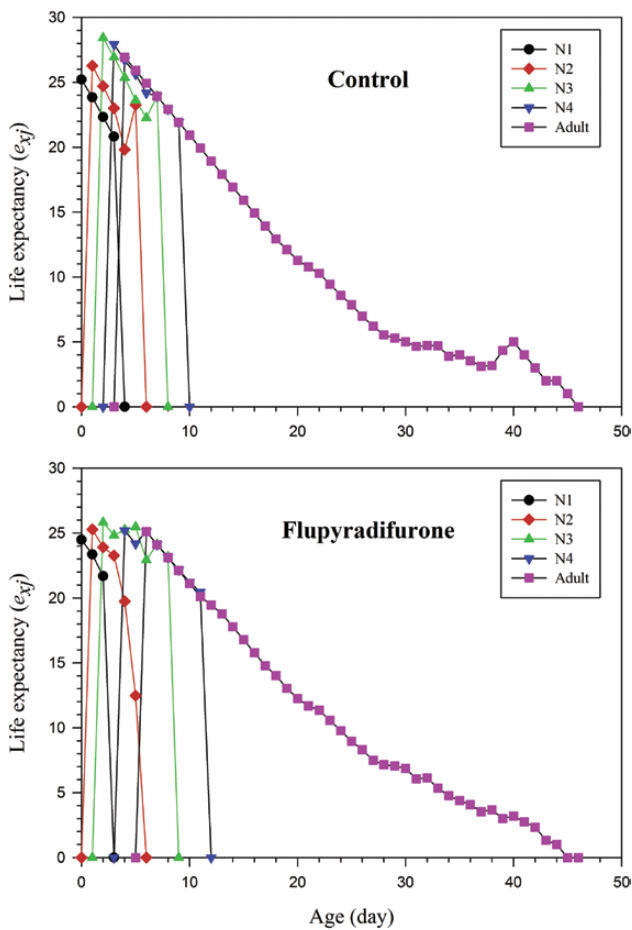 Control
N1
N2
N3
N4
Adult
Life expectancy (exj)
30
25
20
15
10
5
0
0 10 20 30 40 50
Flupyradifurone
N1
N2
N3
N4
Adult
Life expectancy (exj)
30
25
20
15
10
5
0
0 10 20 30 40 50
Age (day)